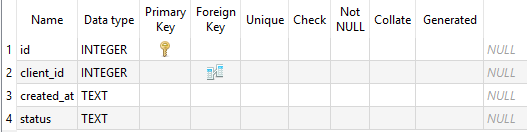 Name Data type Primary Key Foreign Key Unique Check Not NULL Collate Generated
1 id INTEGER NULL
2 client_id INTEGER NULL
3 created_at TEXT NULL
4 status TEXT NULL